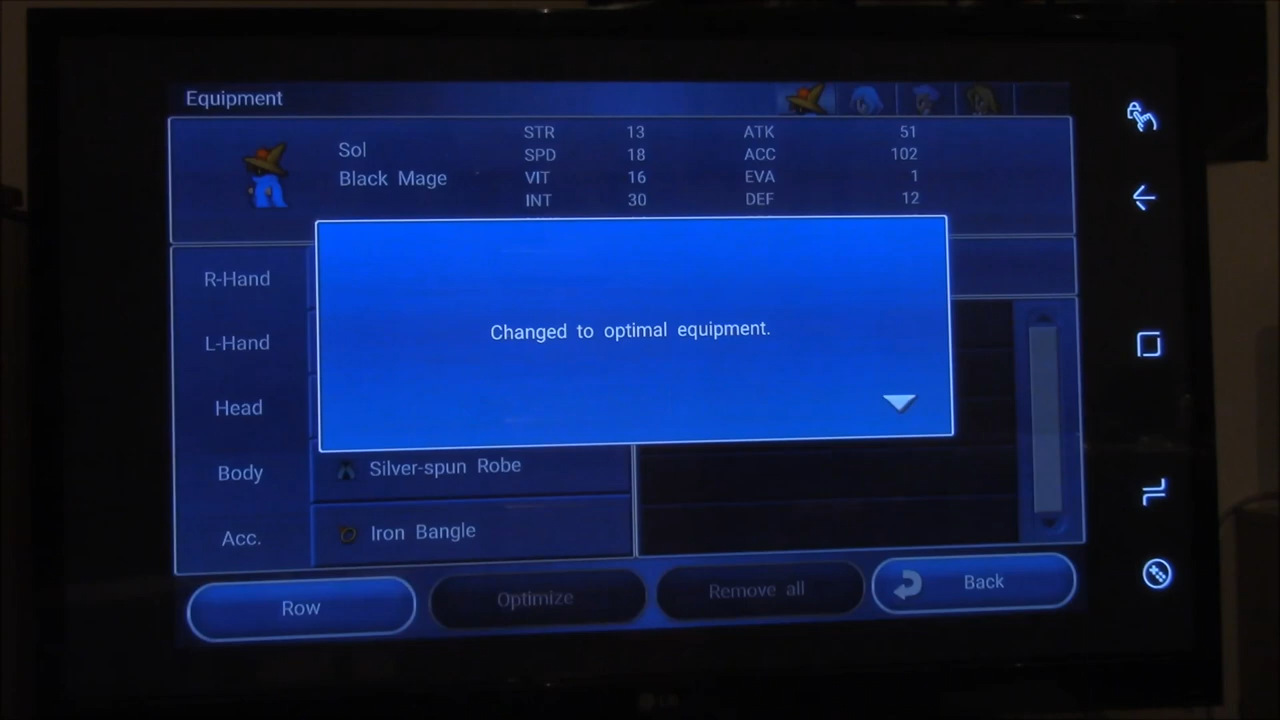 Equipment
Sol
Black Mage
STR 13 ATK 51
SPD 18 ACC 102
VIT 16 EVA 1
INT 30 DEF 12
R-Hand
L-Hand
Head
Changed to optimal equipment.
Body Silver-spun Robe
Acc. Iron Bangle
Row Optimize Remove all Back
LG